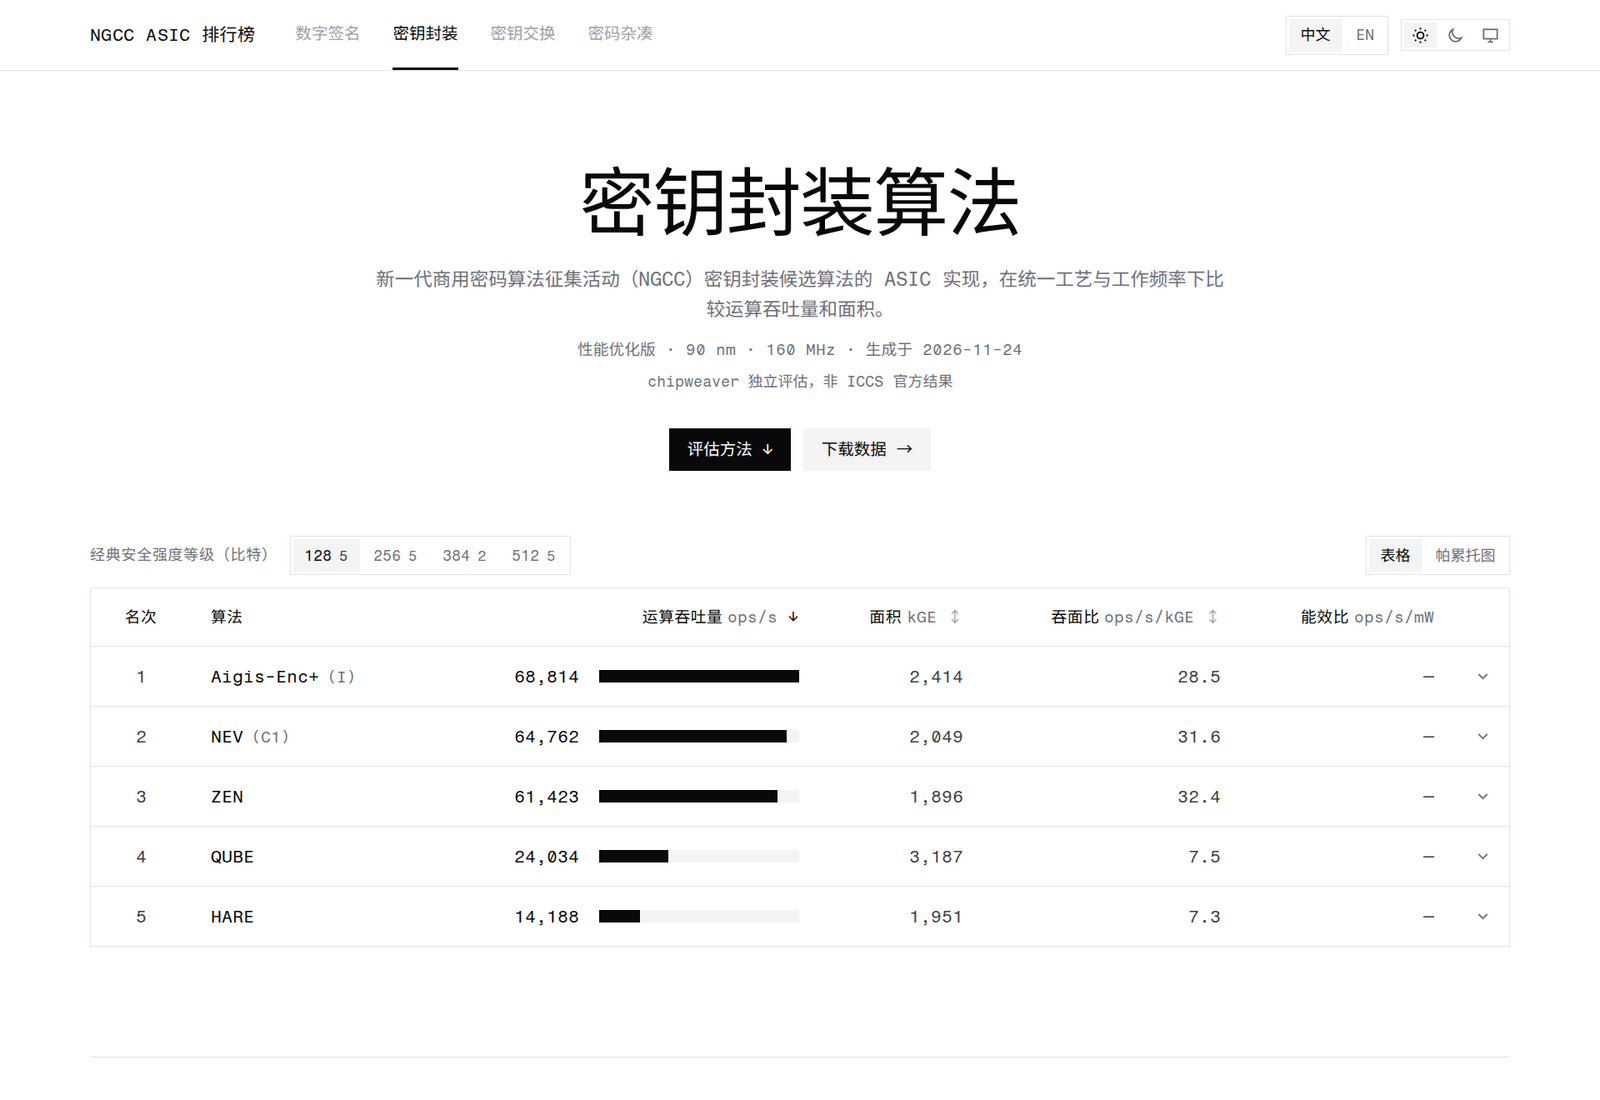 NGCC ASIC 排行榜 数字签名 密钥封装 密钥交换 密码杂凑 中文 EN
密钥封装算法
新一代商用密码算法征集活动（NGCC）密钥封装候选算法的 ASIC 实现，在统一工艺与工作频率下比
较运算吞吐量和面积。
性能优化版 · 90 nm · 160 MHz · 生成于 2026-11-24
chipweaver 独立评估，非 ICCS 官方结果
评估方法 ↓ 下载数据 →
经典安全强度等级（比特） 128 5 256 5 384 2 512 5 表格 帕累托图
名次 算法 运算吞吐量 ops/s ↓ 面积 kGE ↕ 吞面比 ops/s/kGE ↕ 能效比 ops/s/mW
1 Aigis-Enc+ (I) 68,814 2,414 28.5 —
2 NEV (C1) 64,762 2,049 31.6 —
3 ZEN 61,423 1,896 32.4 —
4 QUBE 24,034 3,187 7.5 —
5 HARE 14,188 1,951 7.3 —